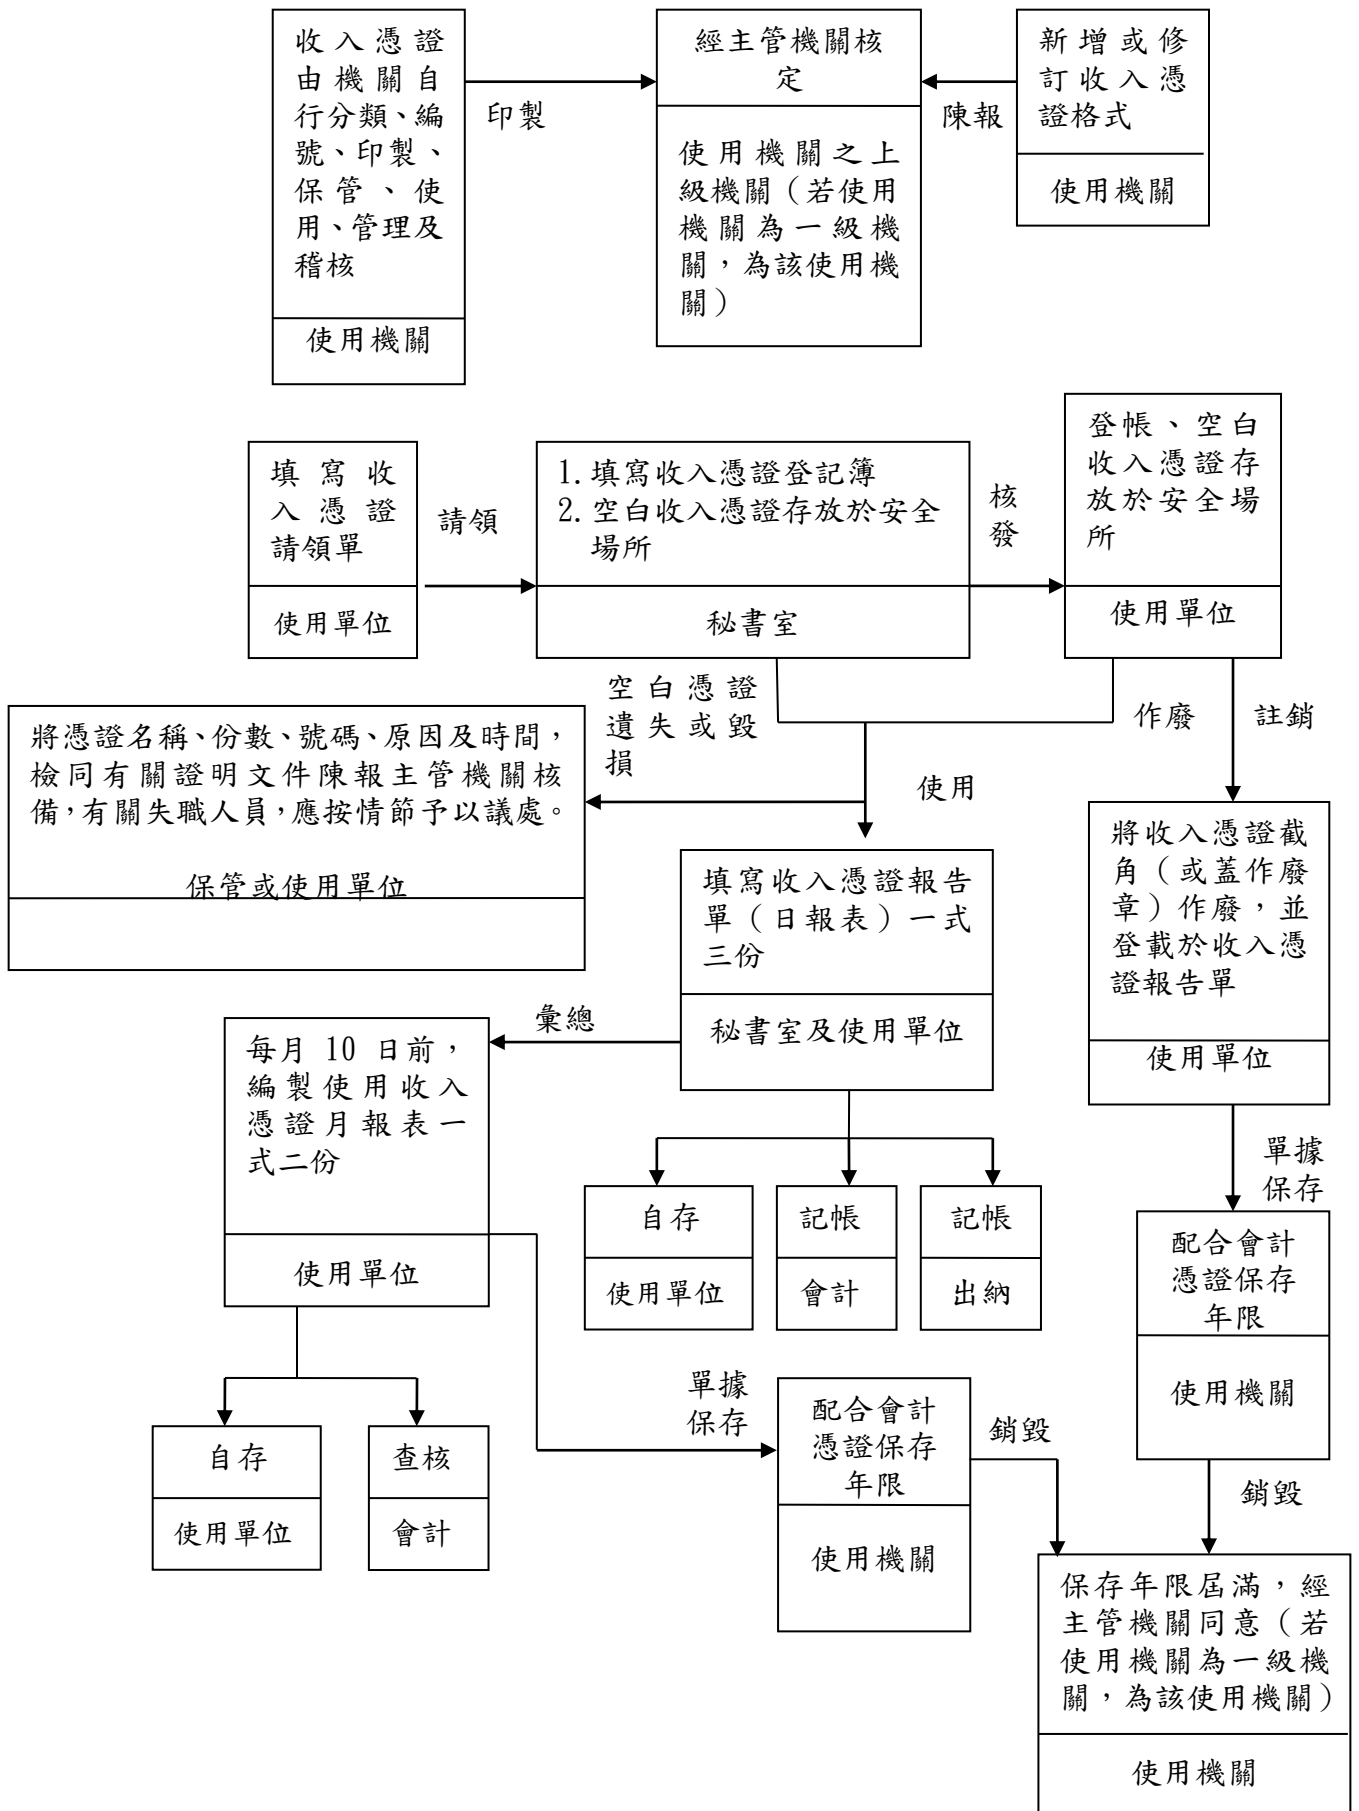 收入憑證
由機關自
行分類、編
號、印製、
保管、使
用、管理及
稽核
使用機關
印製
經主管機關核
定
使用機關之上
級機關（若使用
機關為一級機
關，為該使用機
關）
陳報
新增或修
訂收入憑
證格式
使用機關
填寫收
入憑證
請領單
使用單位
請領
1.填寫收入憑證登記簿
2.空白收入憑證存放於安全
場所
秘書室
核
發
登帳、空白
收入憑證存
放於安全場
所
使用單位
空白憑證
遺失或毀
損
將憑證名稱、份數、號碼、原因及時間，
檢同有關證明文件陳報主管機關核
備，有關失職人員，應按情節予以議處。
保管或使用單位
使用
作廢
註銷
填寫收入憑證報告
單（日報表）一式
三份
秘書室及使用單位
將收入憑證截
角（或蓋作廢
章）作廢，並
登載於收入憑
證報告單
使用單位
彙總
每月 10 日前，
編製使用收入
憑證月報表一
式二份
使用單位
自存
使用單位
記帳
會計
記帳
出納
單據
保存
配合會計
憑證保存
年限
使用機關
自存
使用單位
查核
會計
單據
保存
配合會計
憑證保存
年限
使用機關
銷毀
銷毀
保存年限屆滿，經
主管機關同意（若
使用機關為一級機
關，為該使用機關）
使用機關